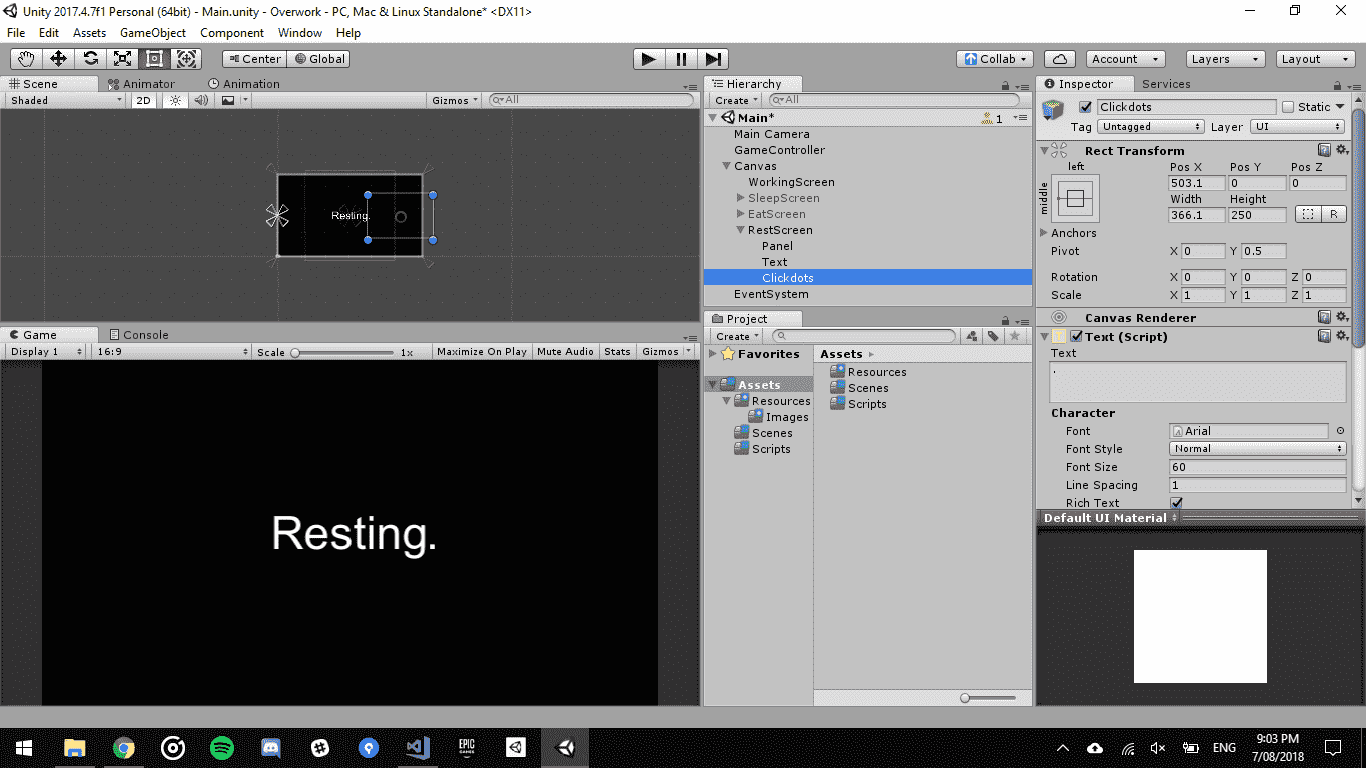 Unity 2017.4.7f1 Personal (64bit) - Main.unity - Overwork - PC, Mac & Linux Standalone* <DX11>
File Edit Assets GameObject Component Window Help
Center Global Collab Account Layers Layout
Scene Animator Animation
Shaded 2D Gizmos All
Resting.
Hierarchy
Create All
Main* 1
Main Camera
GameController
Canvas
WorkingScreen
SleepScreen
EatScreen
RestScreen
Panel
Text
Clickdots
EventSystem
Inspector Services
Clickdots Static
Tag Untagged Layer UI
Rect Transform
left Pos X Pos Y Pos Z
middle 503.1 0 0
Width Height
366.1 250 R
Anchors
Pivot X 0 Y 0.5
Rotation X 0 Y 0 Z 0
Scale X 1 Y 1 Z 1
Canvas Renderer
Text (Script)
Text
.
Character
Font Arial
Font Style Normal
Font Size 60
Line Spacing 1
Rich Text
Default UI Material
Game Console
Display 1 16:9 Scale 1x Maximize On Play Mute Audio Stats Gizmos
Resting.
Project
Create
Favorites
Assets
Resources
Images
Scenes
Scripts
Assets
Resources
Scenes
Scripts
EPIC
GAMES
ENG
9:03 PM
7/08/2018